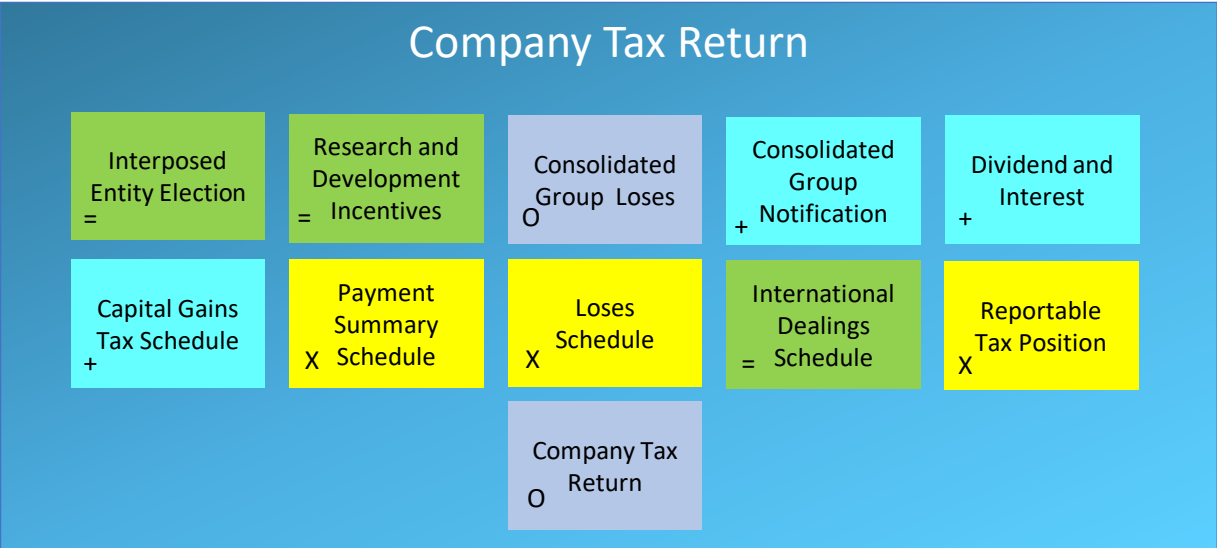 Company Tax Return
Interposed
Entity Election
=
Research and
Development
Incentives
=
Consolidated
Group Loses
O
Consolidated
Group
Notification
+
Dividend and
Interest
+
Capital Gains
Tax Schedule
+
Payment
Summary
Schedule
X
Loses
Schedule
X
International
Dealings
Schedule
=
Reportable
Tax Position
X
Company Tax
Return
O